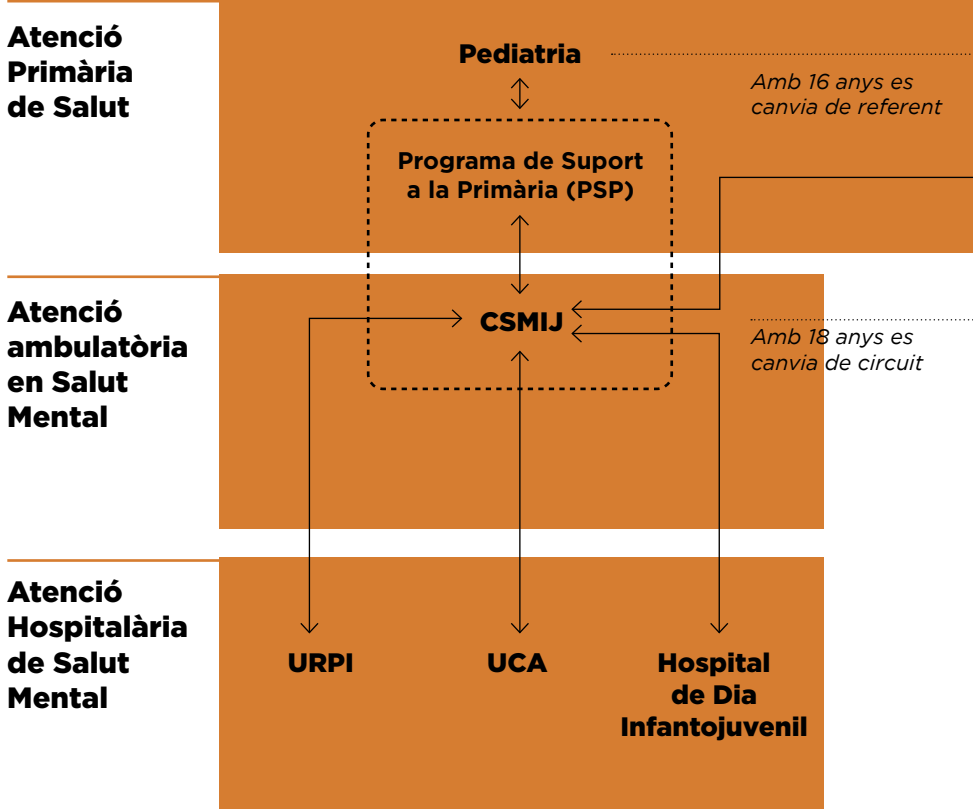 Atenció
Primària
de Salut
Pediatria
Amb 16 anys es
canvia de referent
Programa de Suport
a la Primària (PSP)
Atenció
ambulatòria
en Salut
Mental
CSMIJ
Amb 18 anys es
canvia de circuit
Atenció
Hospitalària
de Salut
Mental
URPI
UCA
Hospital
de Dia
Infantojuvenil